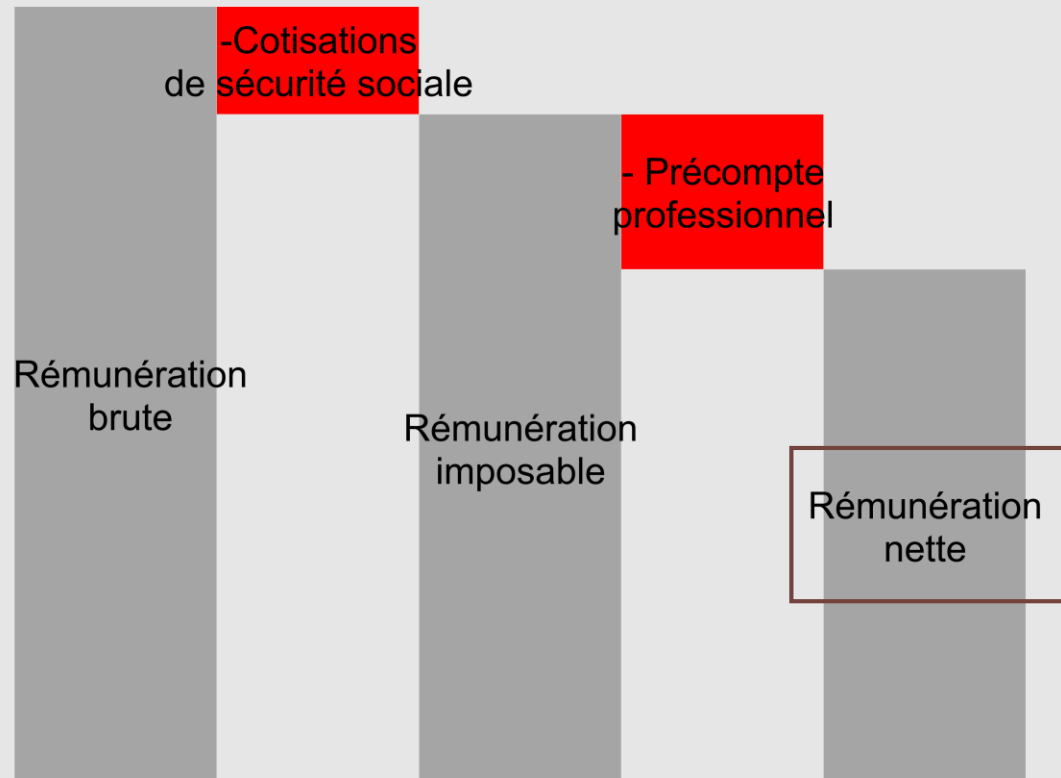 -Cotisations
de sécurité sociale
- Précompte
professionnel
Rémunération
brute
Rémunération
imposable
Rémunération
nette